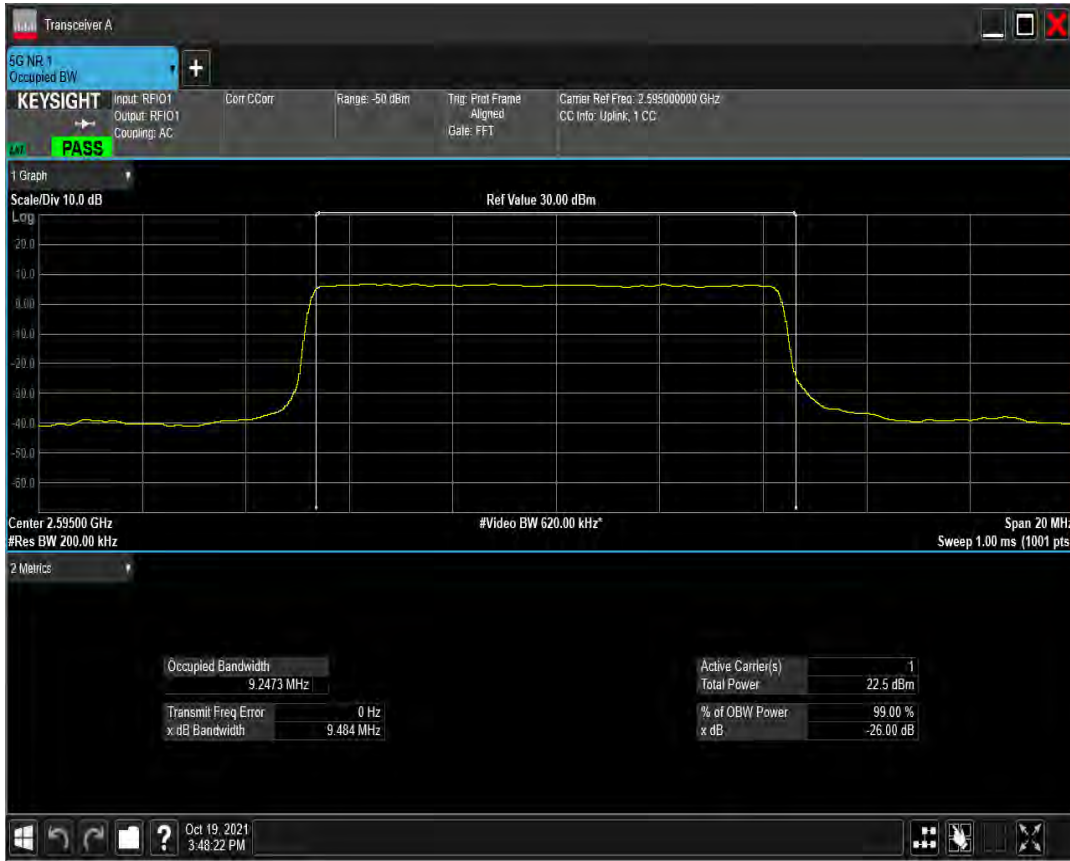 Transceiver A
5G NR 1
Occupied BW
+
KEYSIGHT
PASS
Input: RFIO1
Output: RFIO1
Coupling: AC
Corr CCorr
Range: -50 dBm
Trig: Prot Frame
Aligned
Gate: FFT
Carrier Ref Freq: 2.595000000 GHz
CC Info: Uplink, 1 CC
1 Graph
Scale/Div 10.0 dB
Ref Value 30.00 dBm
Log
20.0
10.0
0.00
-10.0
-20.0
-30.0
-40.0
-50.0
-60.0
Center 2.59500 GHz
#Video BW 620.00 kHz*
Span 20 MHz
#Res BW 200.00 kHz
Sweep 1.00 ms (1001 pts
2 Metrics
Occupied Bandwidth
9.2473 MHz
Transmit Freq Error 0 Hz
x dB Bandwidth 9.484 MHz
Active Carrier(s) 1
Total Power 22.5 dBm
% of OBW Power 99.00 %
x dB -26.00 dB
?
Oct 19, 2021
3:48:22 PM